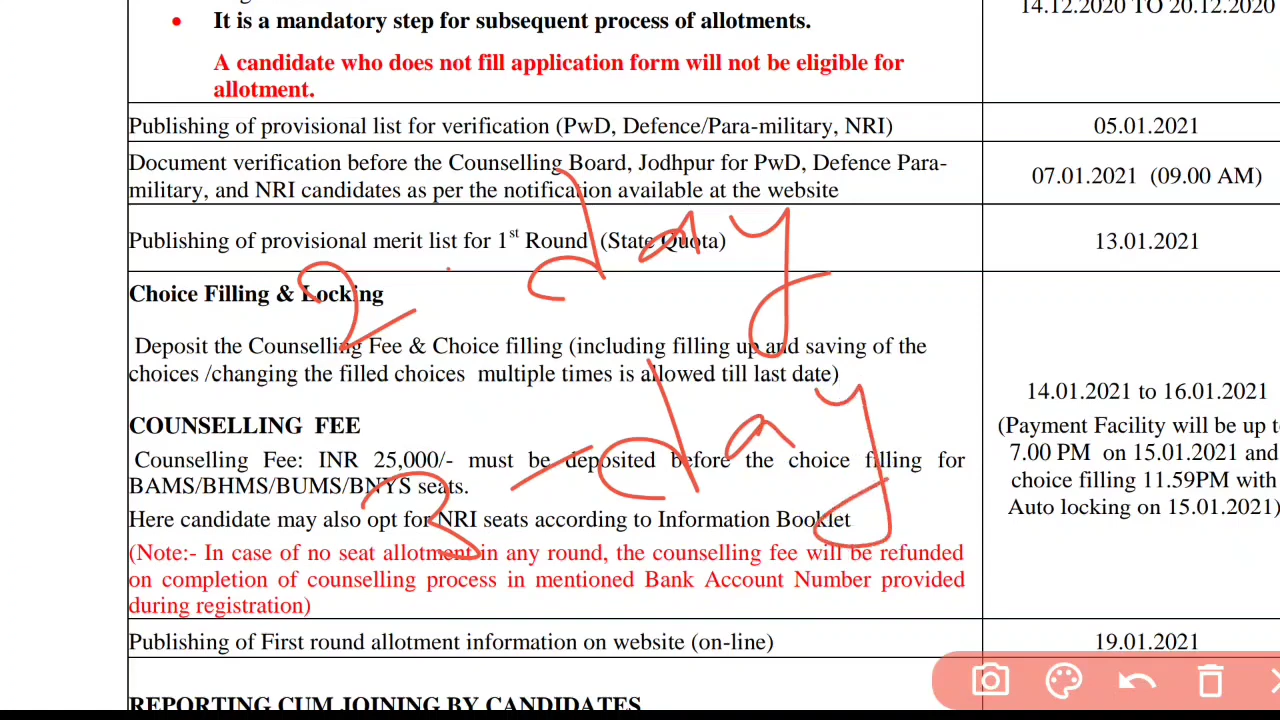 It is a mandatory step for subsequent process of allotments.
14.12.2020 TO 20.12.2020
A candidate who does not fill application form will not be eligible for
allotment.
Publishing of provisional list for verification (PwD, Defence/Para-military, NRI)
05.01.2021
Document verification before the Counselling Board, Jodhpur for PwD, Defence Para-
military, and NRI candidates as per the notification available at the website
07.01.2021 (09.00 AM)
Publishing of provisional merit list for 1st Round (State Quota)
13.01.2021
2 day
Choice Filling & Locking
Deposit the Counselling Fee & Choice filling (including filling up and saving of the
choices /changing the filled choices multiple times is allowed till last date)
COUNSELLING FEE
Counselling Fee: INR 25,000/- must be deposited before the choice filling for
BAMS/BHMS/BUMS/BNYS seats.
Here candidate may also opt for NRI seats according to Information Booklet
(Note:- In case of no seat allotment in any round, the counselling fee will be refunded
on completion of counselling process in mentioned Bank Account Number provided
during registration)
3 - day
14.01.2021 to 16.01.2021
(Payment Facility will be up t
7.00 PM on 15.01.2021 and
choice filling 11.59PM with
Auto locking on 15.01.2021)
Publishing of First round allotment information on website (on-line)
19.01.2021
REPORTING CUM JOINING BY CANDIDATES